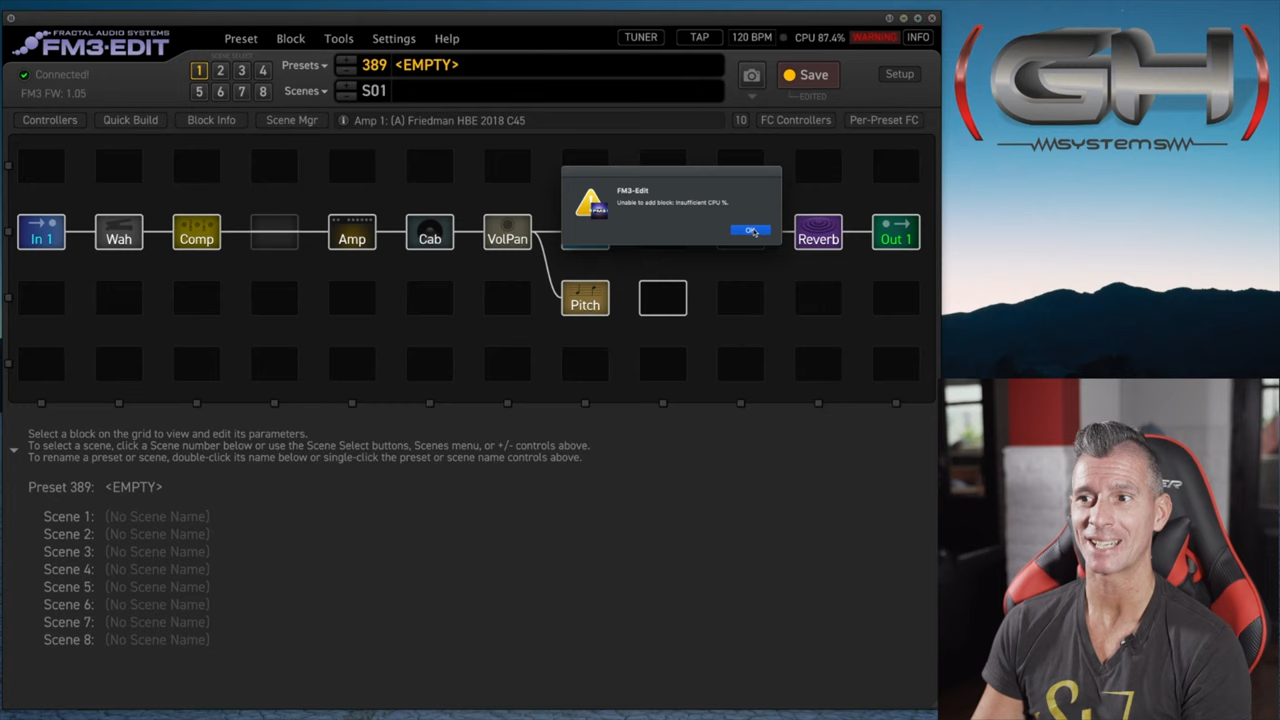 FRACTAL AUDIO SYSTEMS
FM3-EDIT
Preset Block Tools Settings Help
TUNER TAP 120 BPM CPU 87.4% WARNING INFO
Connected!
FM3 FW: 1.05
SCENE SELECT
1 2 3 4
5 6 7 8
Presets 389 <EMPTY>
Scenes S01
Save
EDITED
Setup
Controllers Quick Build Block Info Scene Mgr Amp 1: (A) Friedman HBE 2018 C45 10 FC Controllers Per-Preset FC
FM3-Edit
Unable to add block: Insufficient CPU %.
OK
In 1 Wah Comp Amp Cab VolPan Reverb Out 1
Pitch
Select a block on the grid to view and edit its parameters.
To select a scene, click a Scene number below or use the Scene Select buttons, Scenes menu, or +/- controls above.
To rename a preset or scene, double-click its name below or single-click the preset or scene name controls above.
Preset 389: <EMPTY>
Scene 1: (No Scene Name)
Scene 2: (No Scene Name)
Scene 3: (No Scene Name)
Scene 4: (No Scene Name)
Scene 5: (No Scene Name)
Scene 6: (No Scene Name)
Scene 7: (No Scene Name)
Scene 8: (No Scene Name)
GH
systems